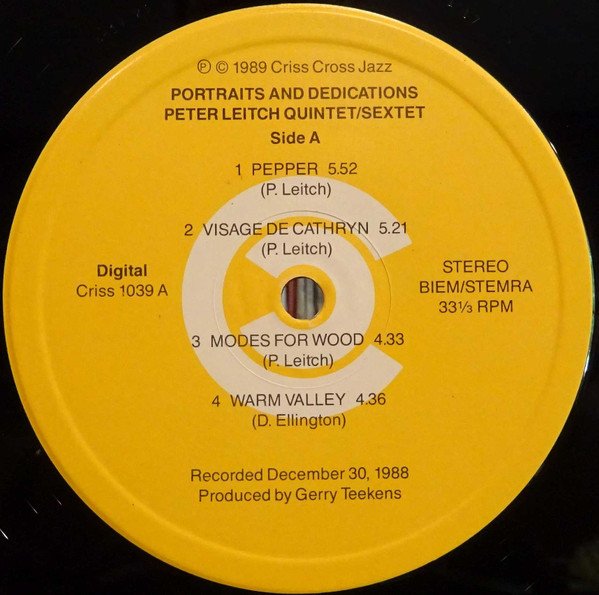 ℗ © 1989 Criss Cross Jazz
PORTRAITS AND DEDICATIONS
PETER LEITCH QUINTET/SEXTET
Side A
1 PEPPER 5.52
(P. Leitch)
2 VISAGE DE CATHRYN 5.21
(P. Leitch)
Digital
Criss 1039 A
STEREO
BIEM/STEMRA
33⅓ RPM
3 MODES FOR WOOD 4.33
(P. Leitch)
4 WARM VALLEY 4.36
(D. Ellington)
Recorded December 30, 1988
Produced by Gerry Teekens